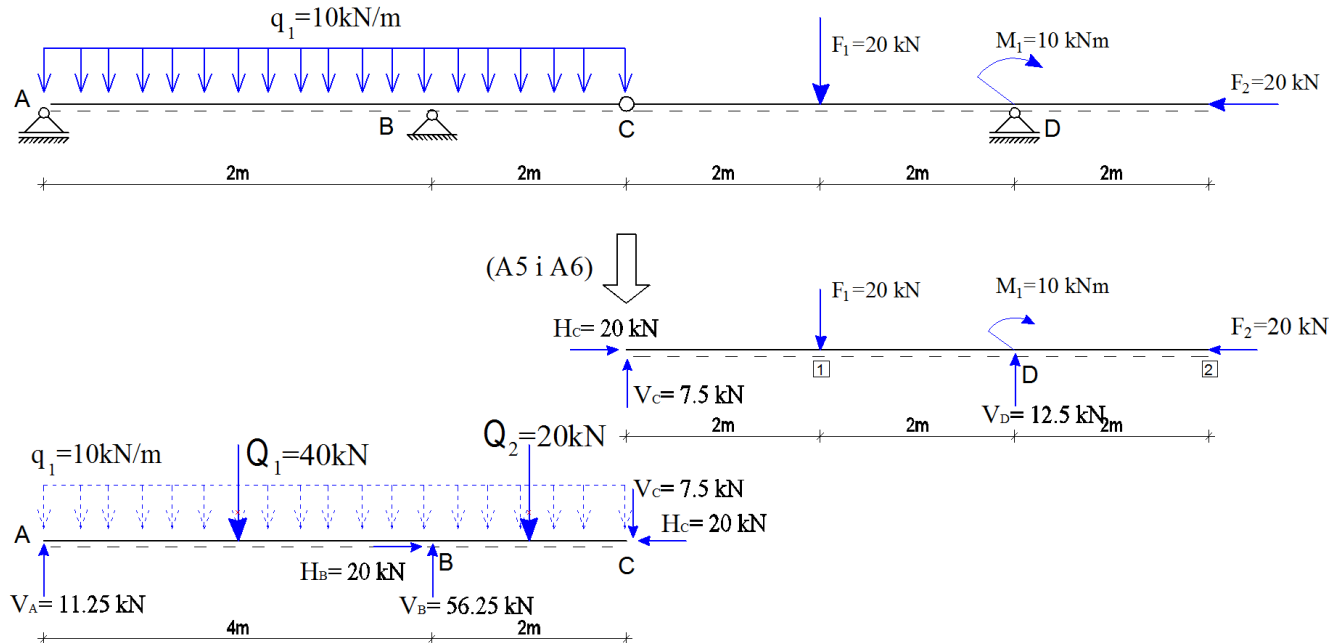 q₁=10kN/m
F₁=20 kN
M₁=10 kNm
F₂=20 kN
A
B
C
D
2m 2m 2m 2m 2m
(A5 i A6)
F₁=20 kN
M₁=10 kNm
F₂=20 kN
Hc= 20 kN
1
D
2
Vc= 7.5 kN
VD= 12.5 kN
2m 2m 2m
q₁=10kN/m
Q₁=40kN
Q₂=20kN
Vc= 7.5 kN
Hc= 20 kN
A
HB= 20 kN
B
C
VA= 11.25 kN
VB= 56.25 kN
4m 2m